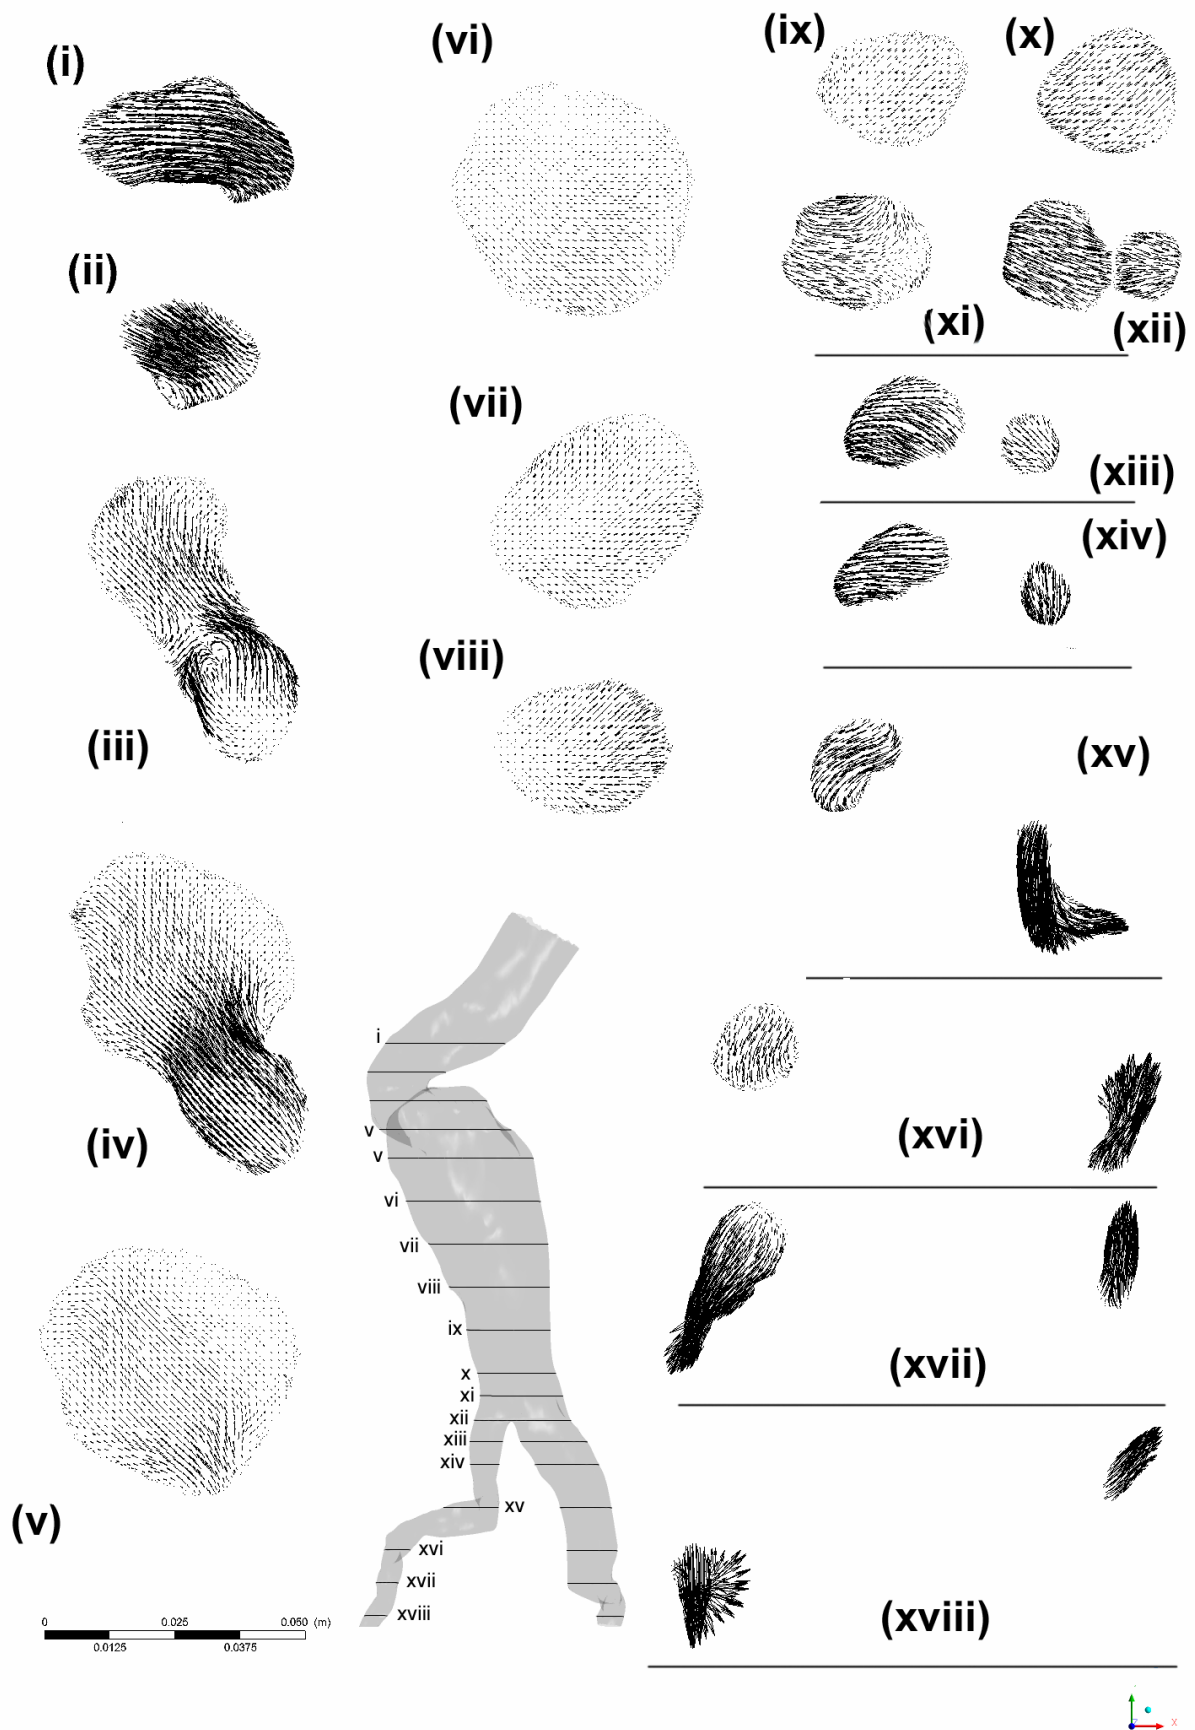 (i)
(ii)
(iii)
(iv)
(v)
(vi)
(vii)
(viii)
(ix)
(x)
(xi)
(xii)
(xiii)
(xiv)
(xv)
(xvi)
(xvii)
(xviii)
i
v
v
vi
vii
viii
ix
x
xi
xii
xiii
xiv
xv
xvi
xvii
xviii
0 0.025 0.050 (m)
0.0125 0.0375
X